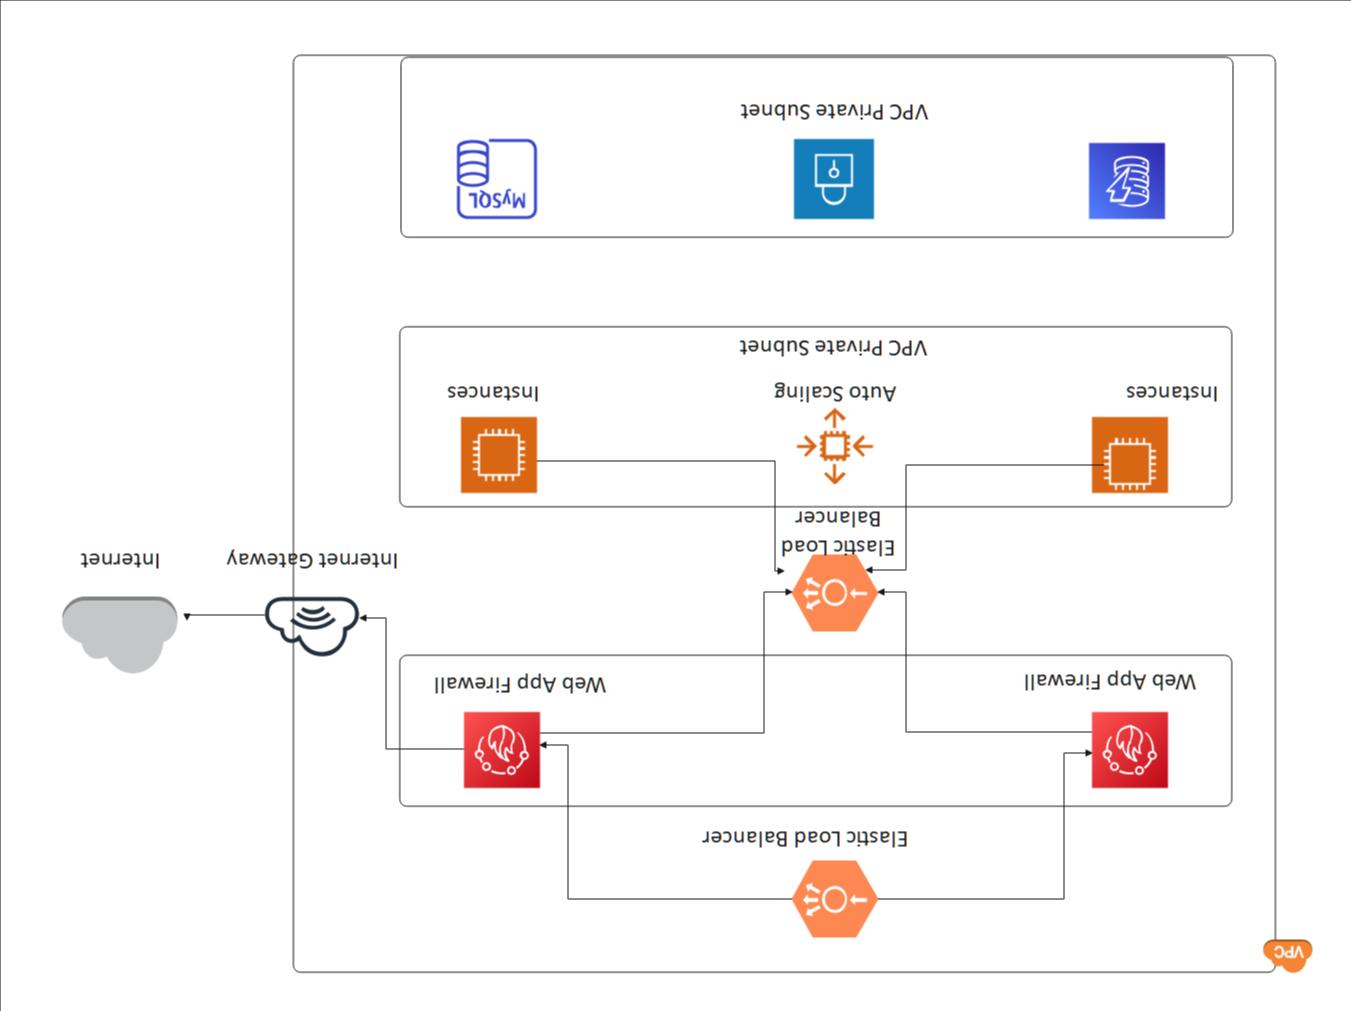 VPC
Elastic Load Balancer
Web App Firewall
Web App Firewall
Internet Gateway
Internet
Elastic Load
Balancer
Instances
Auto Scaling
Instances
VPC Private Subnet
MySQL
VPC Private Subnet